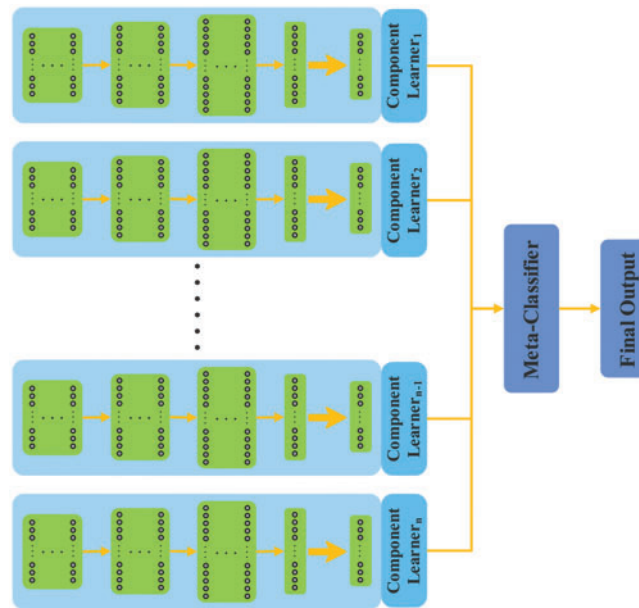 Component
Learner₁
Component
Learner₂
Component
Learnerₙ₋₁
Component
Learnerₙ
Meta-Classifier
Final Output